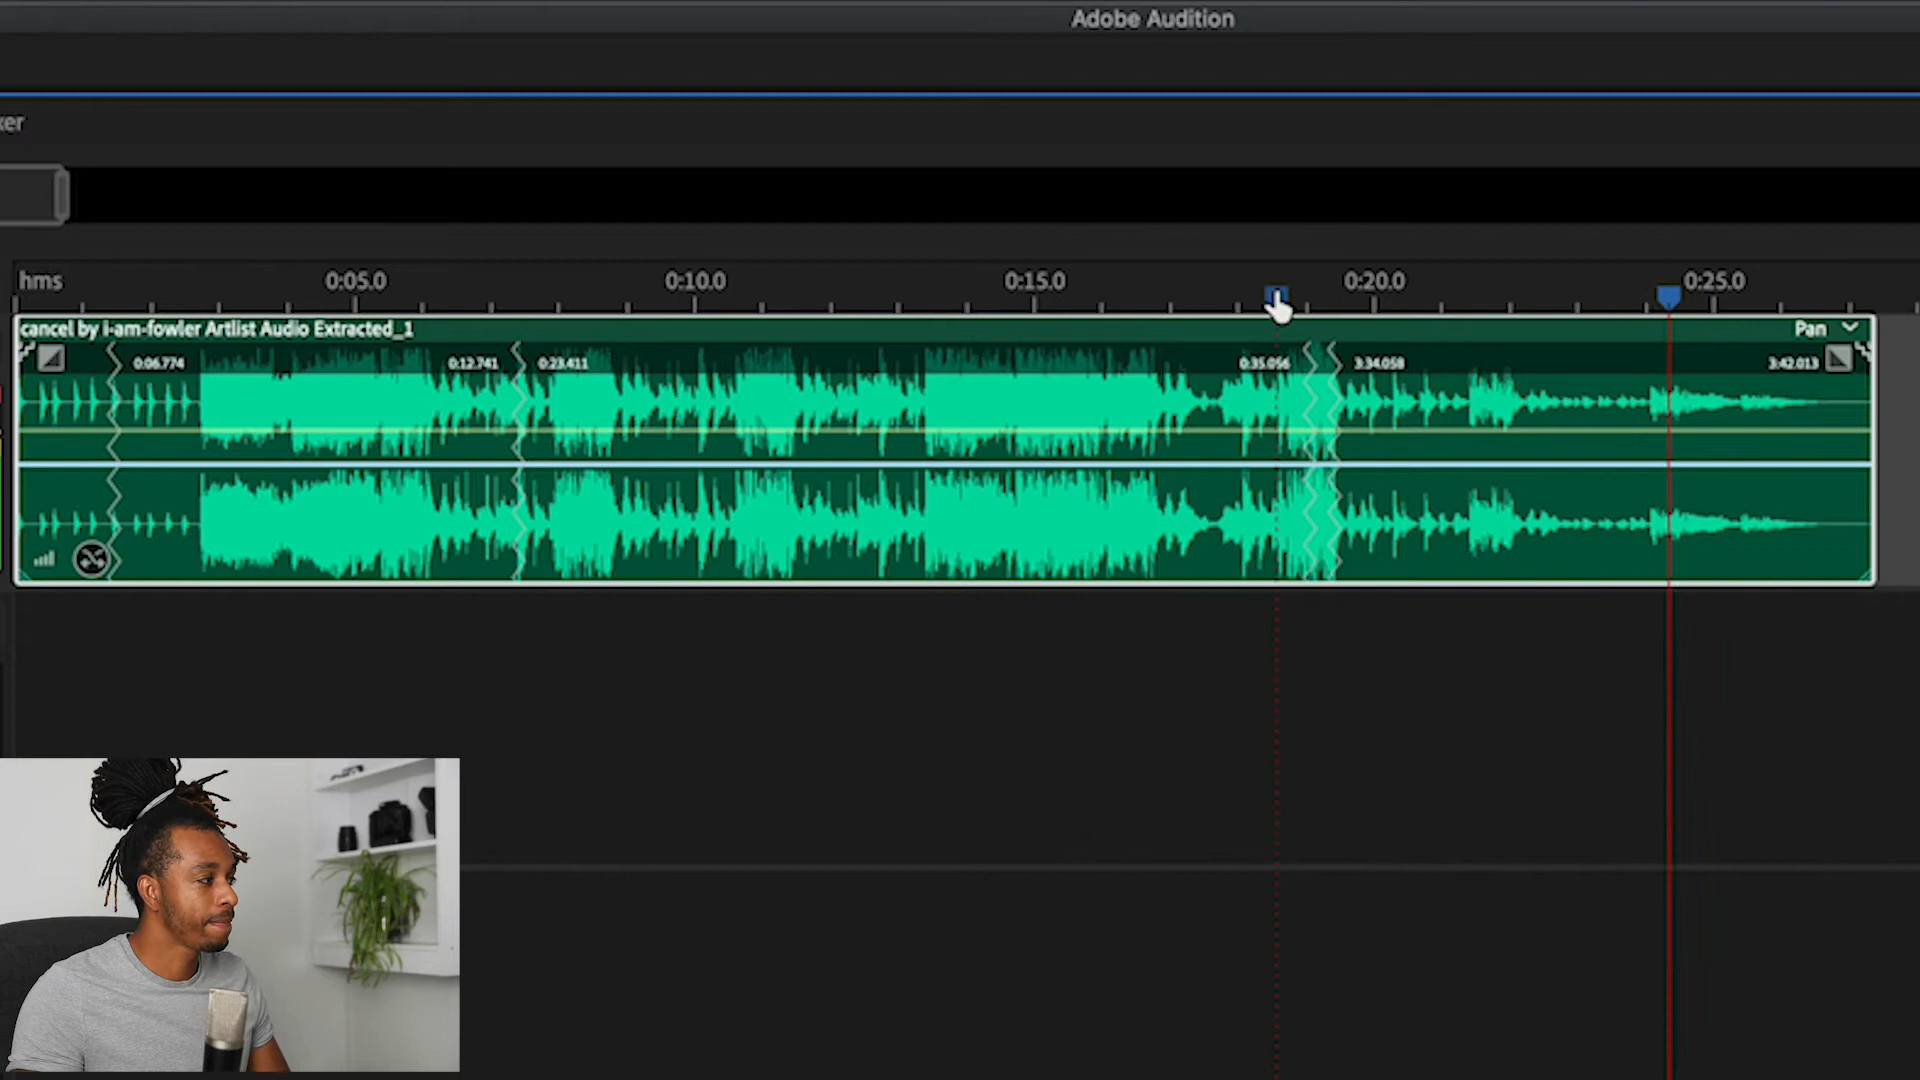 Adobe Audition
ker
hms 0:05.0 0:10.0 0:15.0 0:20.0 0:25.0
cancel by i-am-fowler Artlist Audio Extracted_1 Pan
0:06.774 0:12.741 0:23.411 0:35.056 3:34.058 3:42.013